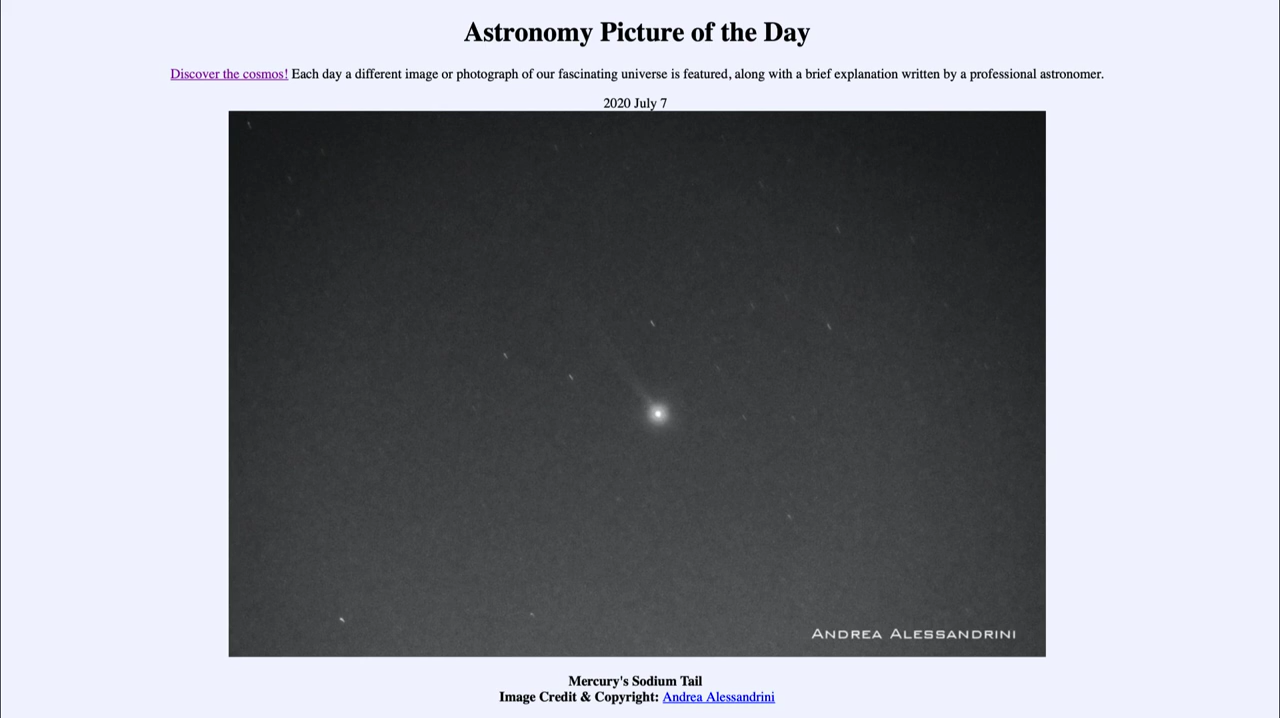 Astronomy Picture of the Day
Discover the cosmos! Each day a different image or photograph of our fascinating universe is featured, along with a brief explanation written by a professional astronomer.
2020 July 7
ANDREA ALESSANDRINI
Mercury's Sodium Tail
Image Credit & Copyright: Andrea Alessandrini